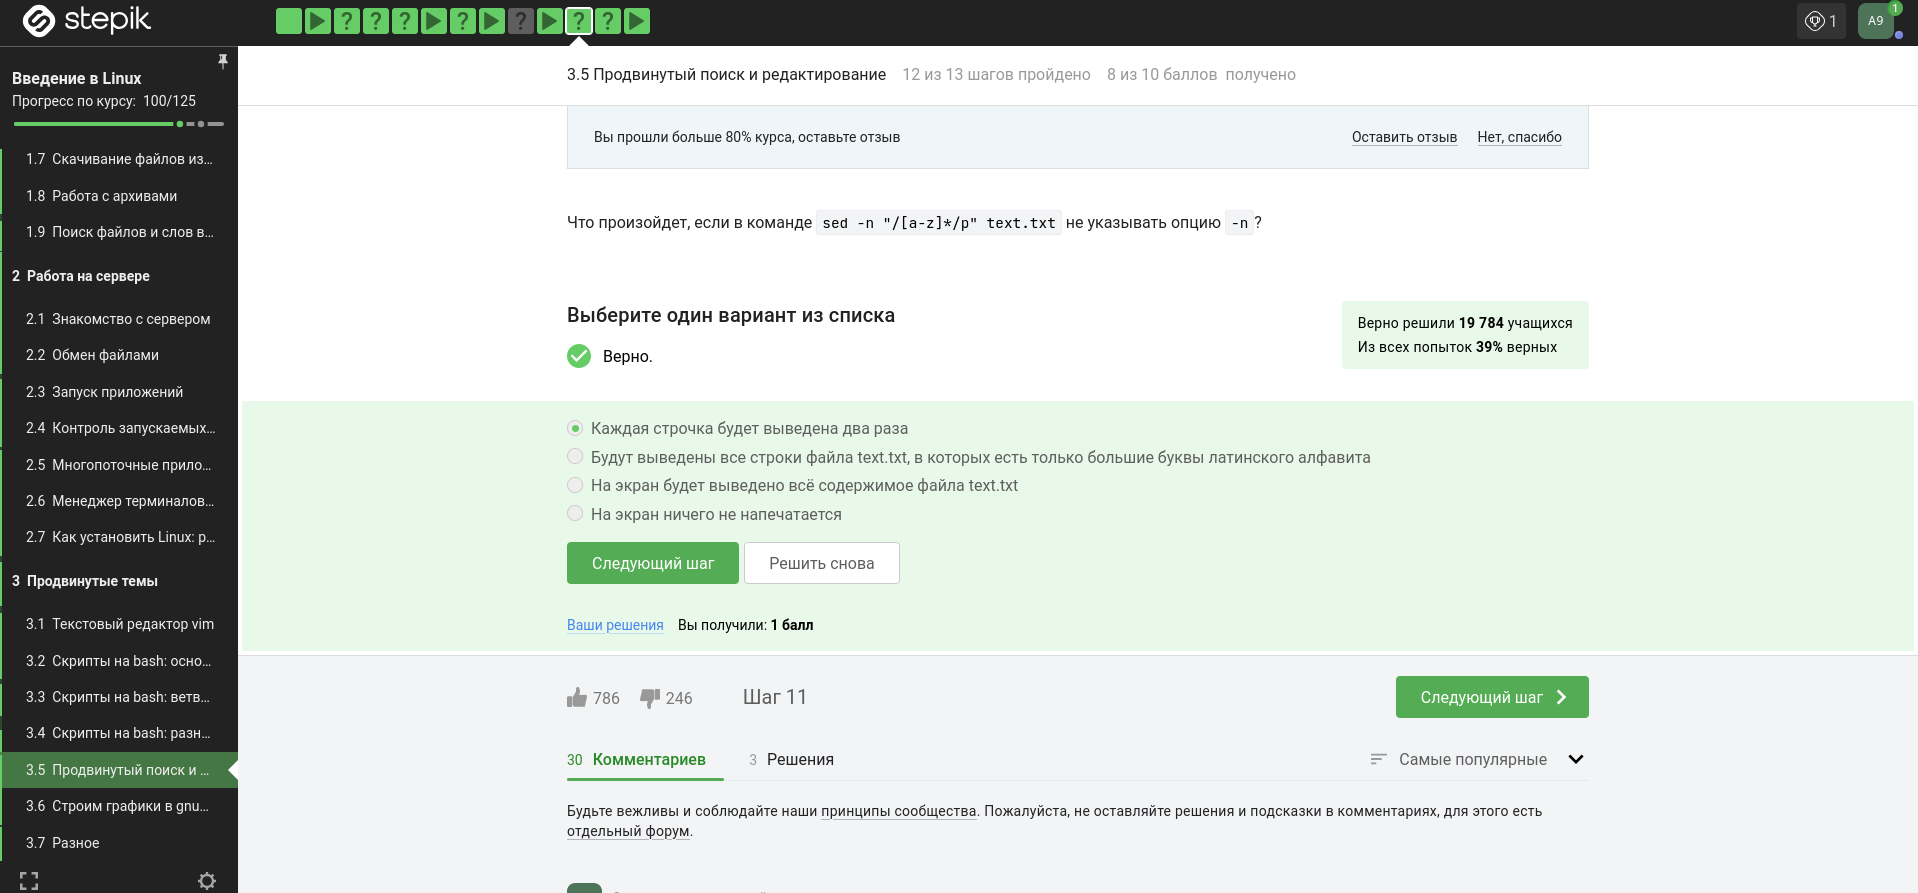 stepik
1
A9
1
Введение в Linux
Прогресс по курсу: 100/125
1.7 Скачивание файлов из…
1.8 Работа с архивами
1.9 Поиск файлов и слов в…
2 Работа на сервере
2.1 Знакомство с сервером
2.2 Обмен файлами
2.3 Запуск приложений
2.4 Контроль запускаемых…
2.5 Многопоточные прило…
2.6 Менеджер терминалов…
2.7 Как установить Linux: р…
3 Продвинутые темы
3.1 Текстовый редактор vim
3.2 Скрипты на bash: осно…
3.3 Скрипты на bash: ветв…
3.4 Скрипты на bash: разн…
3.5 Продвинутый поиск и …
3.6 Строим графики в gnu…
3.7 Разное
3.5 Продвинутый поиск и редактирование 12 из 13 шагов пройдено 8 из 10 баллов получено
Вы прошли больше 80% курса, оставьте отзыв Оставить отзыв Нет, спасибо
Что произойдет, если в команде sed -n "/[a-z]*/p" text.txt не указывать опцию -n?
Выберите один вариант из списка
Верно.
Верно решили 19 784 учащихся
Из всех попыток 39% верных
Каждая строчка будет выведена два раза
Будут выведены все строки файла text.txt, в которых есть только большие буквы латинского алфавита
На экран будет выведено всё содержимое файла text.txt
На экран ничего не напечатается
Следующий шаг Решить снова
Ваши решения Вы получили: 1 балл
786 246 Шаг 11 Следующий шаг
30 Комментариев 3 Решения Самые популярные
Будьте вежливы и соблюдайте наши принципы сообщества. Пожалуйста, не оставляйте решения и подсказки в комментариях, для этого есть
отдельный форум.